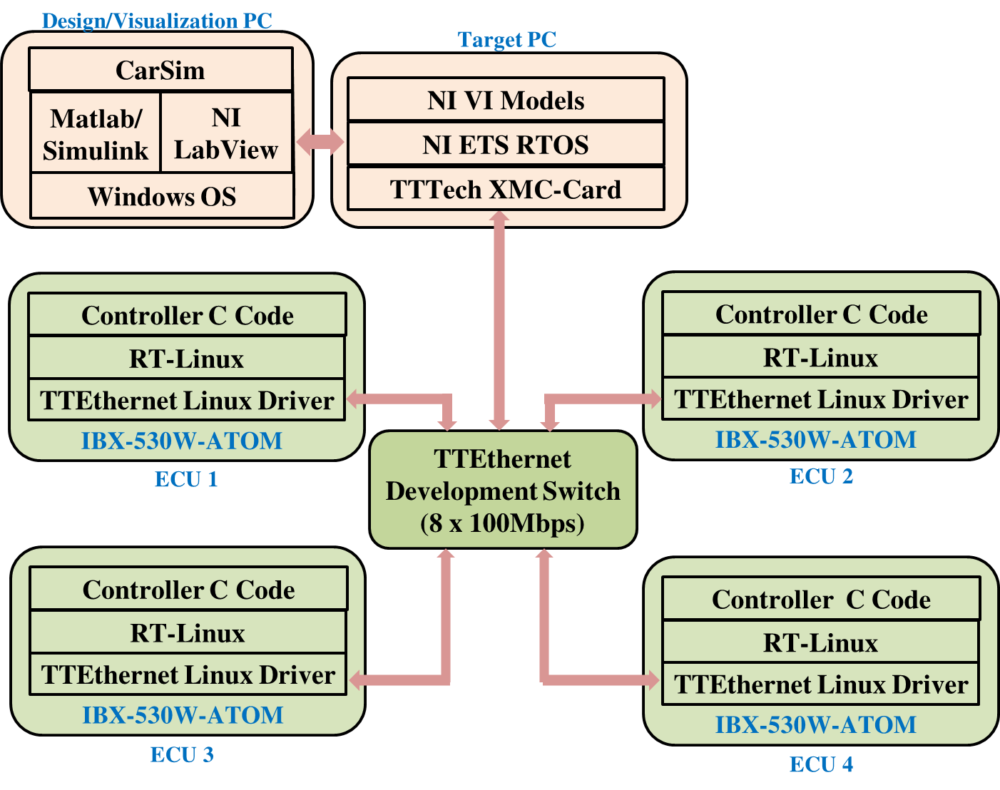 Design/Visualization PC
CarSim
Matlab/
Simulink
NI
LabView
Windows OS
Target PC
NI VI Models
NI ETS RTOS
TTTech XMC-Card
Controller C Code
RT-Linux
TTEthernet Linux Driver
IBX-530W-ATOM
ECU 1
Controller C Code
RT-Linux
TTEthernet Linux Driver
IBX-530W-ATOM
ECU 2
TTEthernet
Development Switch
(8 x 100Mbps)
Controller C Code
RT-Linux
TTEthernet Linux Driver
IBX-530W-ATOM
ECU 3
Controller C Code
RT-Linux
TTEthernet Linux Driver
IBX-530W-ATOM
ECU 4